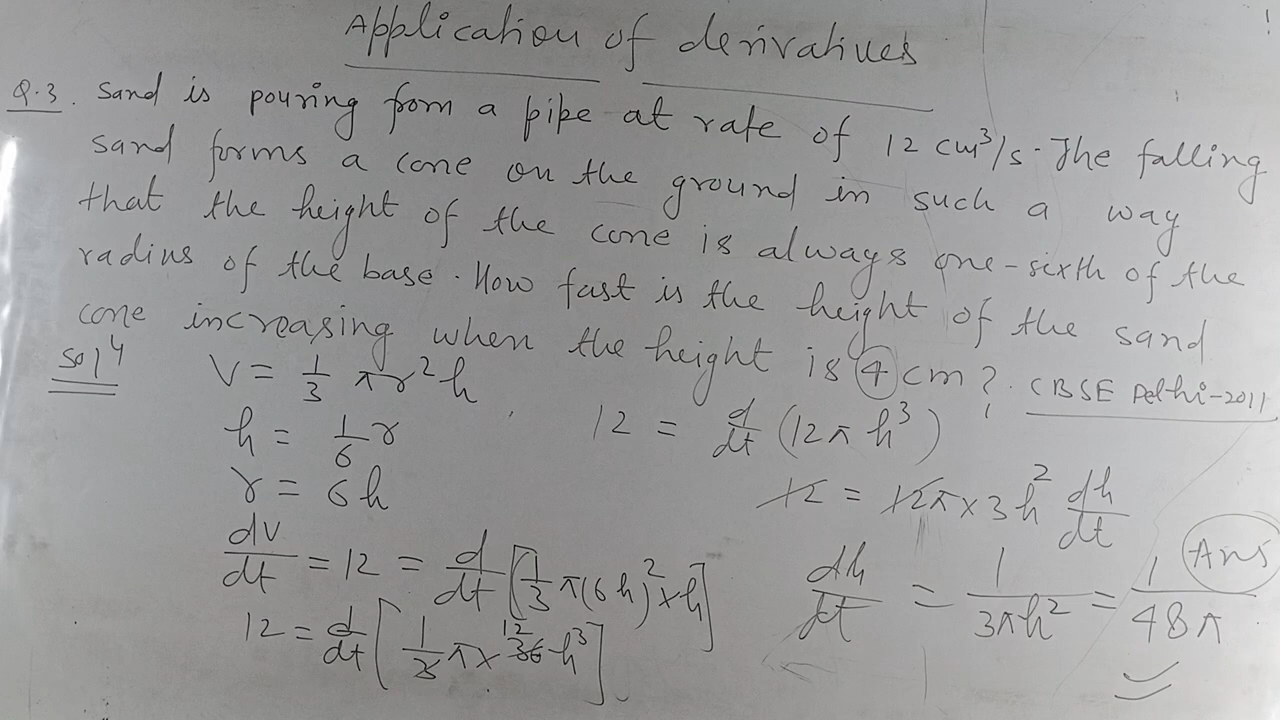 Application of derivatives
Q.3. Sand is pouring from a pipe at rate of 12 cm³/s. The falling
sand forms a cone on the ground in such a way
that the height of the cone is always one-sixth of the
radius of the base. How fast is the height of the sand
cone increasing when the height is 4 cm? CBSE Delhi-2011
Solⁿ
V = 1/3 πr²h
h = 1/6 r
r = 6h
dV/dt = 12 = d/dt [1/3 π(6h)² × h]
12 = d/dt [1/3 π × 36 12 h³]
12 = d/dt (12π h³)
12 = 12π × 3h² dh/dt
dh/dt = 1/3πh² = 1/48π Ans